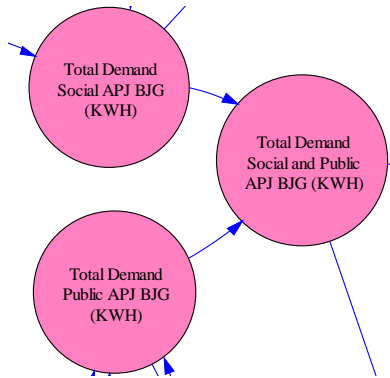 Total Demand
Social APJ BJG
(KWH)
Total Demand
Social and Public
APJ BJG (KWH)
Total Demand
Public APJ BJG
(KWH)